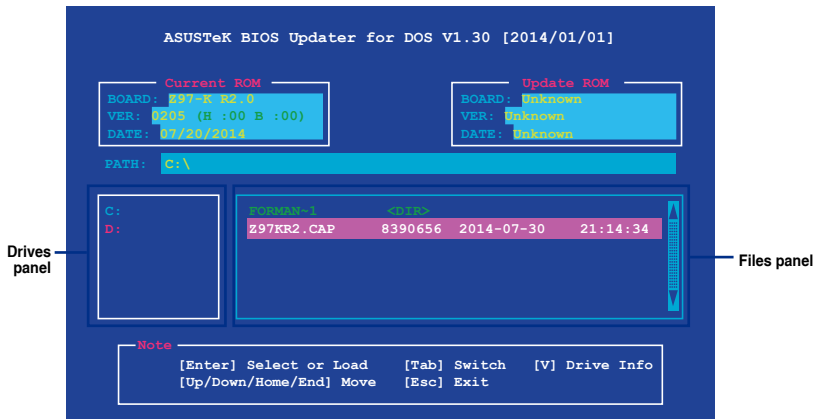 ASUSTeK BIOS Updater for DOS V1.30 [2014/01/01]
Current ROM
BOARD: Z97-K R2.0
VER: 0205 (H :00 B :00)
DATE: 07/20/2014
Update ROM
BOARD: Unknown
VER: Unknown
DATE: Unknown
PATH: C:\
C:
D:
FORMAN~1 <DIR>
Z97KR2.CAP 8390656 2014-07-30 21:14:34
Drives panel
Files panel
Note
[Enter] Select or Load [Tab] Switch [V] Drive Info
[Up/Down/Home/End] Move [Esc] Exit